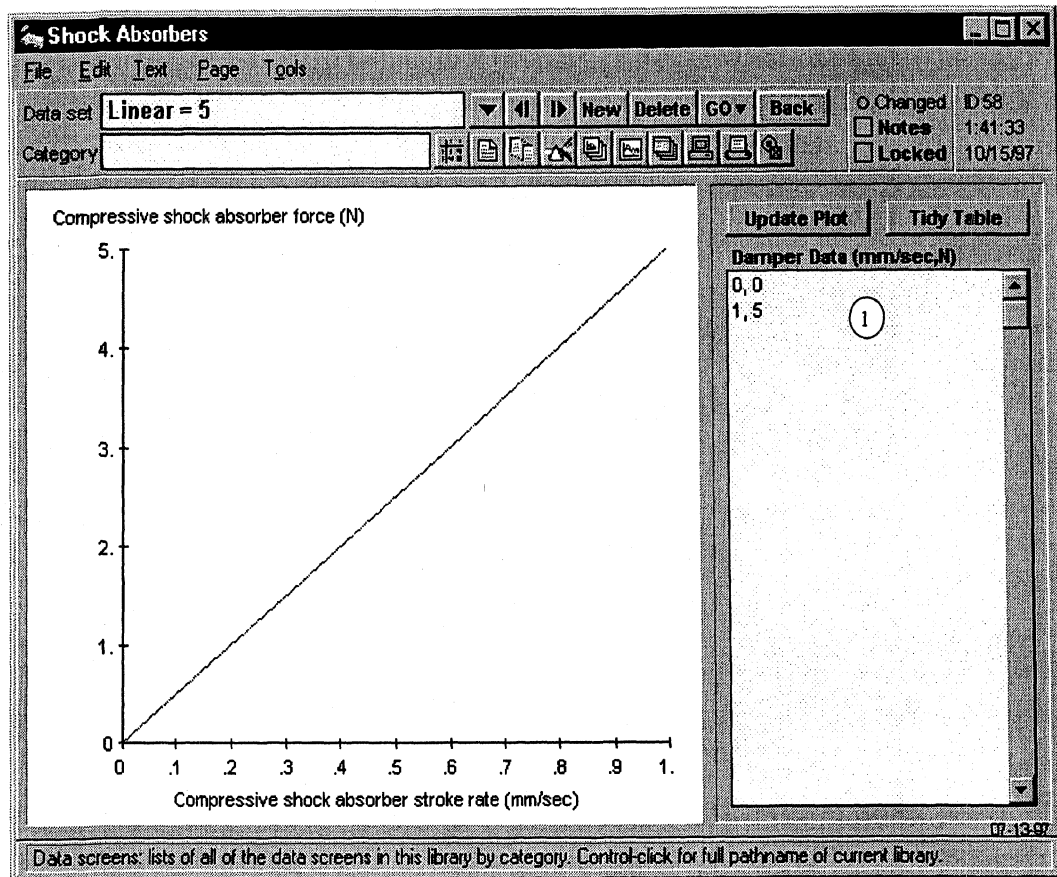 Shock Absorbers
File Edit Text Page Tools
Data set Linear = 5 New Delete GO Back Changed ID 58
Notes 1:41:33
Category Locked 10/15/97
Compressive shock absorber force (N)
Update Plot Tidy Table
Damper Data (mm/sec,N)
0,0
1,5
1
5.
4.
3.
2.
1.
0
0 .1 .2 .3 .4 .5 .6 .7 .8 .9 1.
Compressive shock absorber stroke rate (mm/sec)
07-13-97
Data screens: lists of all of the data screens in this library by category. Control-click for full pathname of current library.